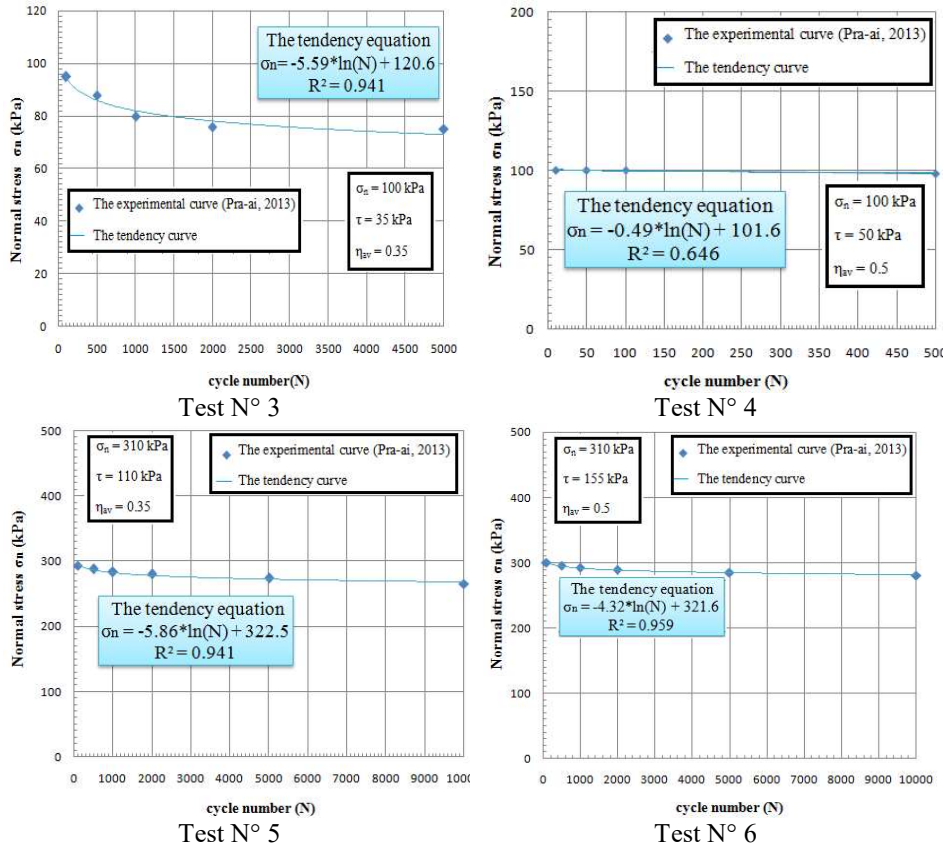 120
100
80
60
40
20
0
Normal stress σn (kPa)
The tendency equation
σn= -5.59*ln(N) + 120.6
R² = 0.941
The experimental curve (Pra-ai, 2013)
The tendency curve
σn = 100 kPa
τ = 35 kPa
ηav = 0.35
0 500 1000 1500 2000 2500 3000 3500 4000 4500 5000
cycle number(N)
Test N° 3
200
150
100
50
0
Normal stress σn (kPa)
The experimental curve (Pra-ai, 2013)
The tendency curve
The tendency equation
σn = -0.49*ln(N) + 101.6
R² = 0.646
σn = 100 kPa
τ = 50 kPa
ηav = 0.5
0 50 100 150 200 250 300 350 400 450 500
cycle number (N)
Test N° 4
500
400
300
200
100
0
Normal stress σn (kPa)
σn = 310 kPa
τ = 110 kPa
ηav = 0.35
The experimental curve (Pra-ai, 2013)
The tendency curve
The tendency equation
σn = -5.86*ln(N) + 322.5
R² = 0.941
0 1000 2000 3000 4000 5000 6000 7000 8000 9000 1000
cycle number (N)
Test N° 5
500
400
300
200
100
0
Normal stress σn (kPa)
σn = 310 kPa
τ = 155 kPa
ηav = 0.5
The experimental curve (Pra-ai, 2013)
The tendency curve
The tendency equation
σn= -4.32*ln(N) + 321.6
R² = 0.959
0 1000 2000 3000 4000 5000 6000 7000 8000 9000 10000
cycle number (N)
Test N° 6